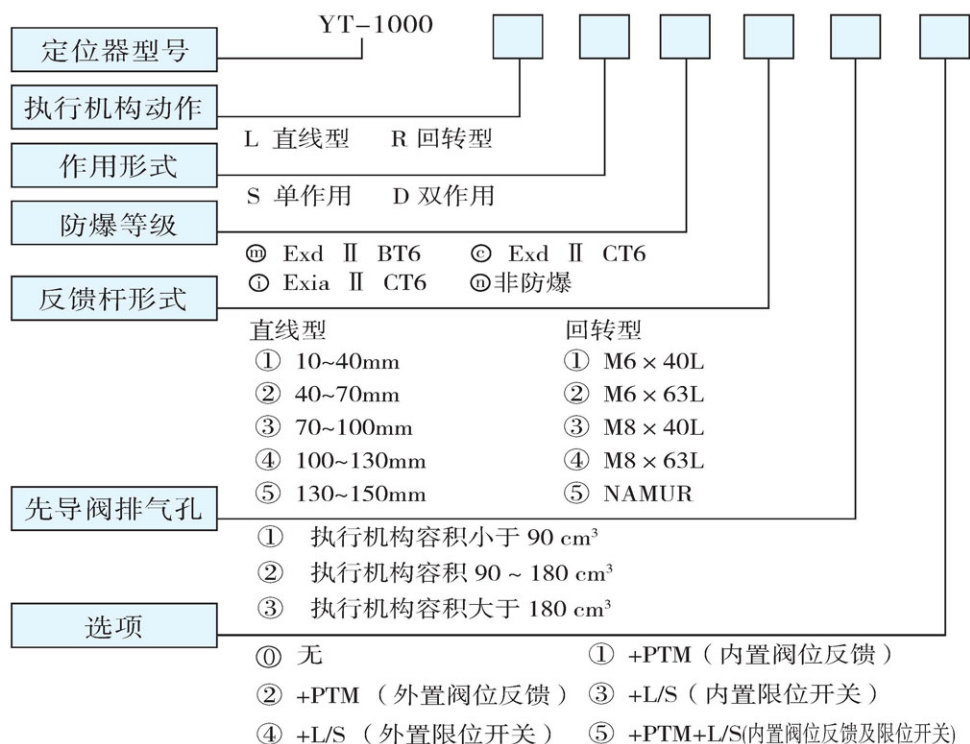 YT-1000
定位器型号
执行机构动作
L 直线型 R 回转型
作用形式
S 单作用 D 双作用
防爆等级
ⓜ Exd Ⅱ BT6 ⓒ Exd Ⅱ CT6
ⓘ Exia Ⅱ CT6 ⓝ非防爆
反馈杆形式
直线型 回转型
① 10~40mm ① M6 × 40L
② 40~70mm ② M6 × 63L
③ 70~100mm ③ M8 × 40L
④ 100~130mm ④ M8 × 63L
⑤ 130~150mm ⑤ NAMUR
先导阀排气孔
① 执行机构容积小于 90 cm³
② 执行机构容积 90 ~ 180 cm³
③ 执行机构容积大于 180 cm³
选项
⓪ 无 ① +PTM（内置阀位反馈）
② +PTM （外置阀位反馈） ③ +L/S（内置限位开关）
④ +L/S （外置限位开关） ⑤ +PTM+L/S(内置阀位反馈及限位开关)